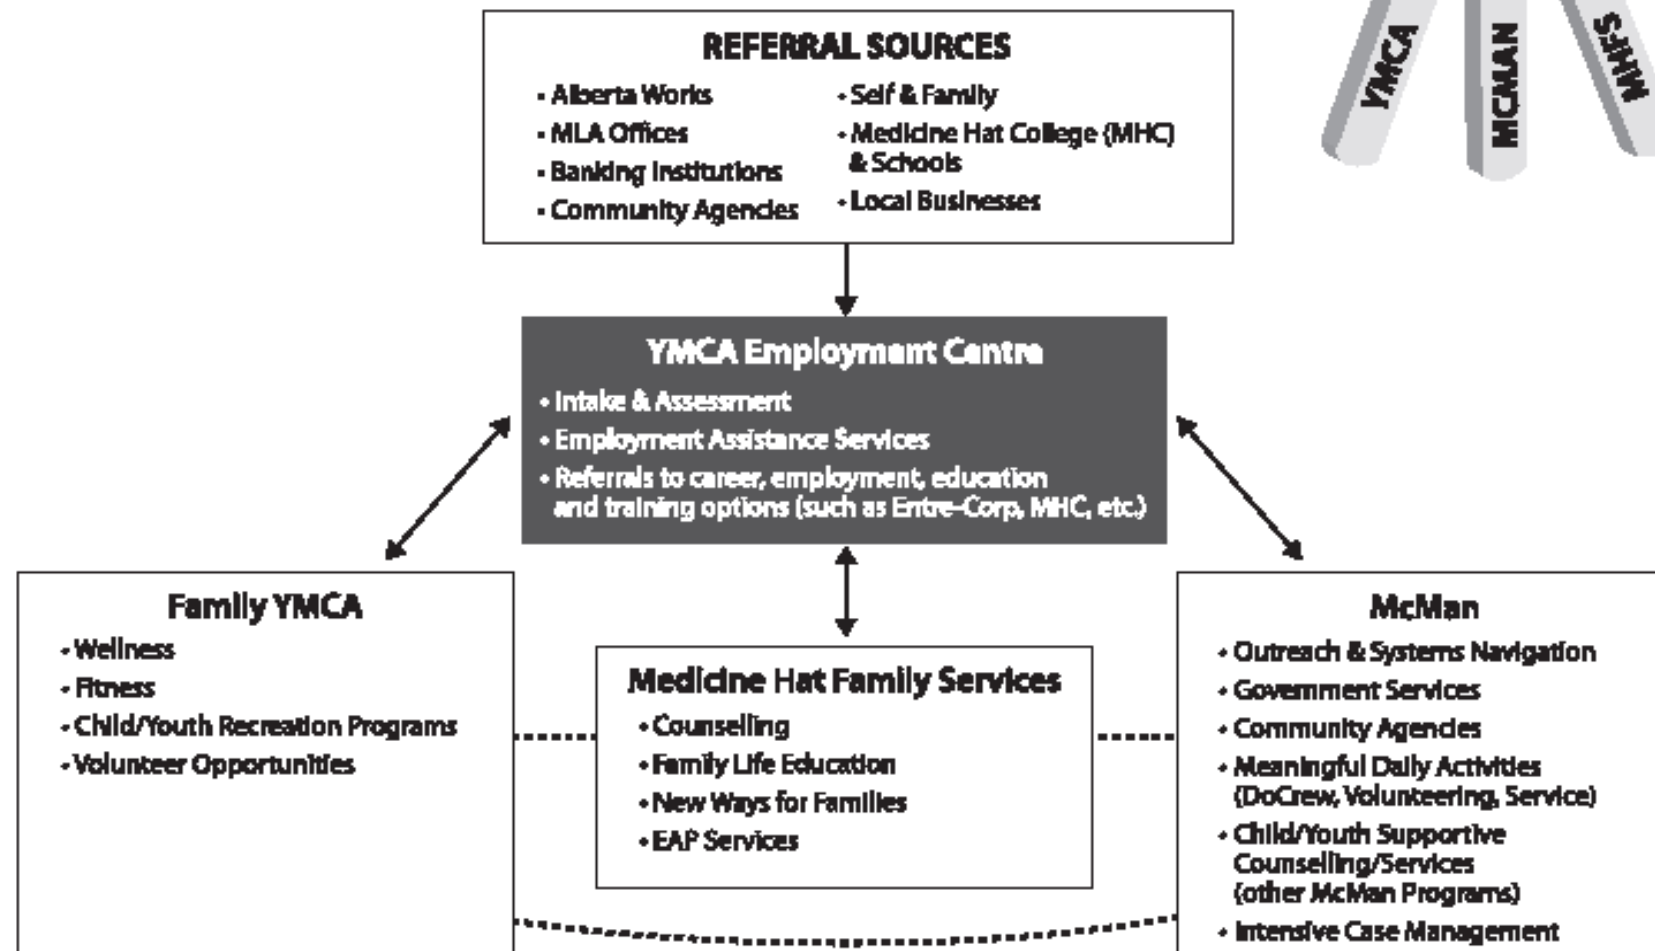 REFERRAL SOURCES
• Alberta Works
• MLA Offices
• Banking Institutions
• Community Agencies
• Self & Family
• Medicine Hat College (MHC)
& Schools
• Local Businesses
YMCA
MCMAN
MHFS
YMCA Employment Centre
• Intake & Assessment
• Employment Assistance Services
• Referrals to career, employment, education
and training options (such as Entre-Corp, MHC, etc.)
Family YMCA
• Wellness
• Fitness
• Child/Youth Recreation Programs
• Volunteer Opportunities
Medicine Hat Family Services
• Counselling
• Family Life Education
• New Ways for Families
• EAP Services
McMan
• Outreach & Systems Navigation
• Government Services
• Community Agencies
• Meaningful Daily Activities
(DoCrew, Volunteering, Service)
• Child/Youth Supportive
Counselling/Services
(other McMan Programs)
• Intensive Case Management